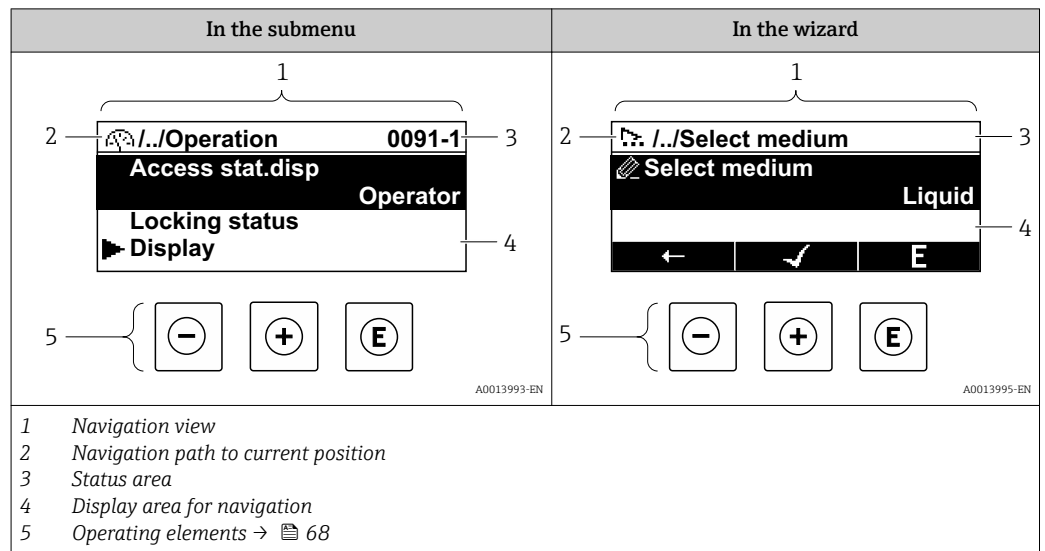 In the submenu
In the wizard
1
2
/../Operation 0091-1
3
Access stat.disp
Operator
Locking status
Display
4
5
− + E
A0013993-EN
1
2
/../Select medium
3
Select medium
Liquid
4
← ✓ E
5
− + E
A0013995-EN
1 Navigation view
2 Navigation path to current position
3 Status area
4 Display area for navigation
5 Operating elements → 68